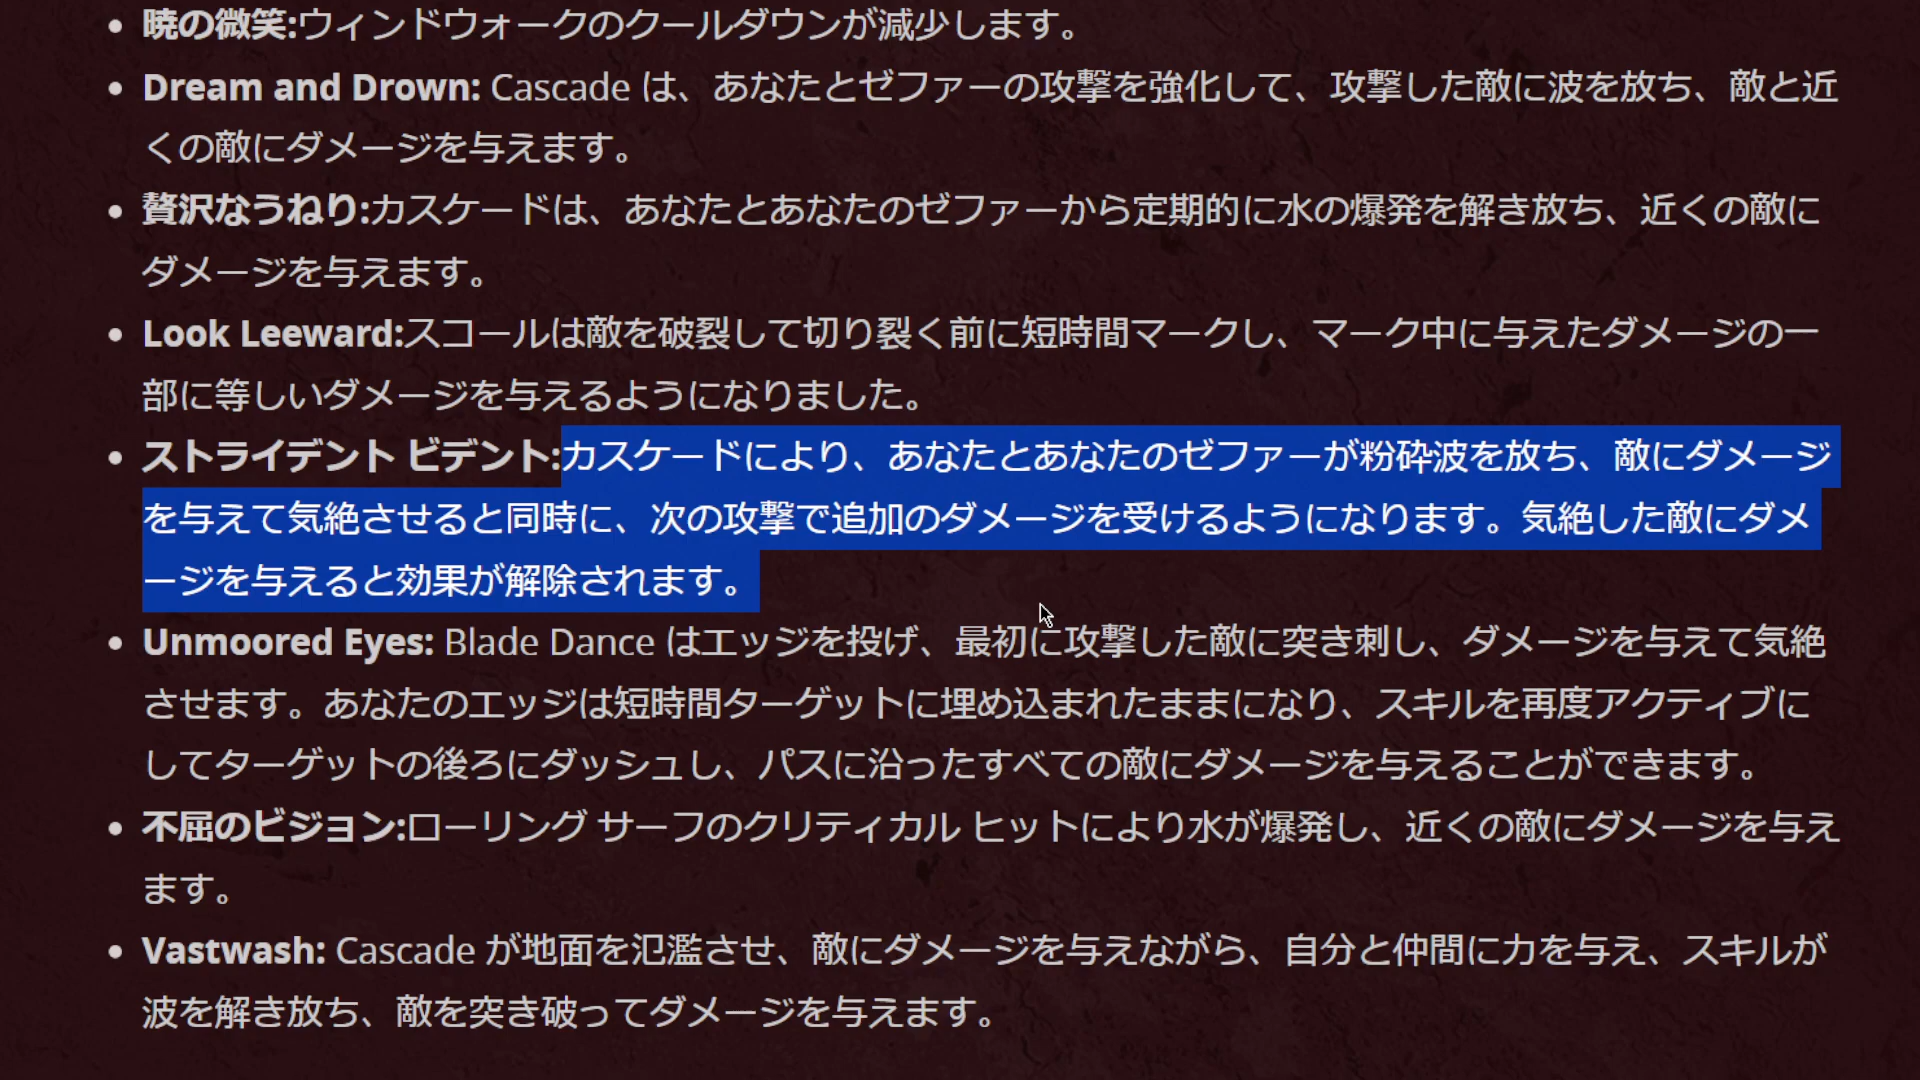 暁の微笑:ウィンドウォークのクールダウンが減少します。
Dream and Drown: Cascade は、あなたとゼファーの攻撃を強化して、攻撃した敵に波を放ち、敵と近
くの敵にダメージを与えます。
贅沢なうねり:カスケードは、あなたとあなたのゼファーから定期的に水の爆発を解き放ち、近くの敵に
ダメージを与えます。
Look Leeward:スコールは敵を破裂して切り裂く前に短時間マークし、マーク中に与えたダメージの一
部に等しいダメージを与えるようになりました。
ストライデント ビデント:カスケードにより、あなたとあなたのゼファーが粉砕波を放ち、敵にダメージ
を与えて気絶させると同時に、次の攻撃で追加のダメージを受けるようになります。気絶した敵にダメ
ージを与えると効果が解除されます。
Unmoored Eyes: Blade Dance はエッジを投げ、最初に攻撃した敵に突き刺し、ダメージを与えて気絶
させます。あなたのエッジは短時間ターゲットに埋め込まれたままになり、スキルを再度アクティブに
してターゲットの後ろにダッシュし、パスに沿ったすべての敵にダメージを与えることができます。
不屈のビジョン:ローリング サーフのクリティカル ヒットにより水が爆発し、近くの敵にダメージを与え
ます。
Vastwash: Cascade が地面を氾濫させ、敵にダメージを与えながら、自分と仲間に力を与え、スキルが
波を解き放ち、敵を突き破ってダメージを与えます。